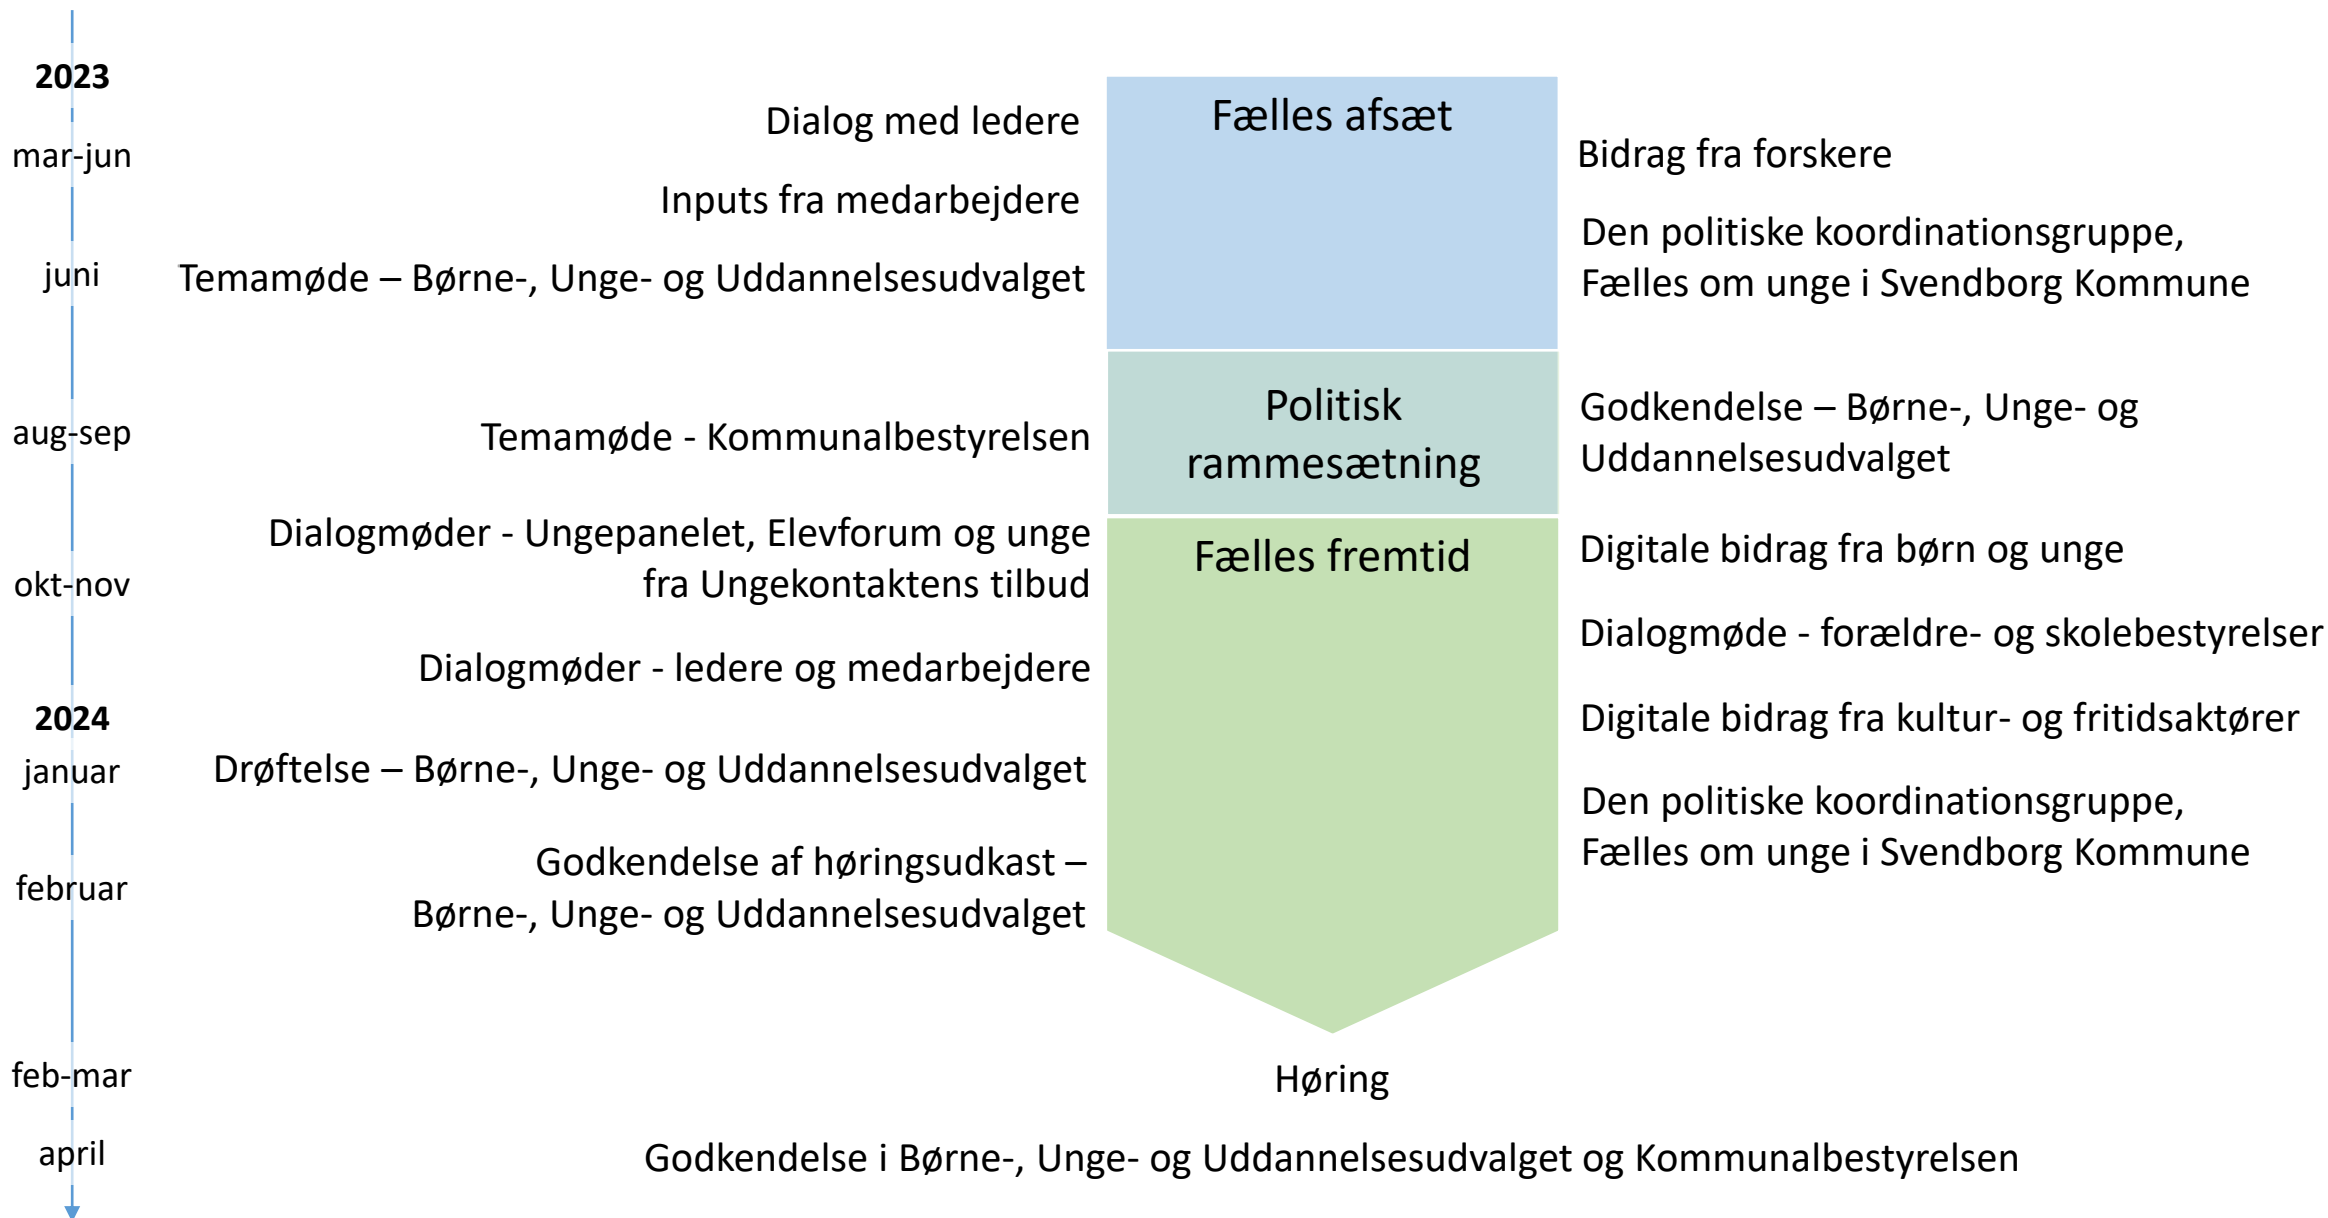 2023
mar-jun
Dialog med ledere
Fælles afsæt
Bidrag fra forskere
Inputs fra medarbejdere
juni
Temamøde – Børne-, Unge- og Uddannelsesudvalget
Den politiske koordinationsgruppe,
Fælles om unge i Svendborg Kommune
aug-sep
Temamøde - Kommunalbestyrelsen
Politisk
rammesætning
Godkendelse – Børne-, Unge- og
Uddannelsesudvalget
okt-nov
Dialogmøder - Ungepanelet, Elevforum og unge
fra Ungekontaktens tilbud
Fælles fremtid
Digitale bidrag fra børn og unge
Dialogmøde - forældre- og skolebestyrelser
Dialogmøder - ledere og medarbejdere
2024
Digitale bidrag fra kultur- og fritidsaktører
januar
Drøftelse – Børne-, Unge- og Uddannelsesudvalget
Den politiske koordinationsgruppe,
Fælles om unge i Svendborg Kommune
februar
Godkendelse af høringsudkast –
Børne-, Unge- og Uddannelsesudvalget
feb-mar
Høring
april
Godkendelse i Børne-, Unge- og Uddannelsesudvalget og Kommunalbestyrelsen